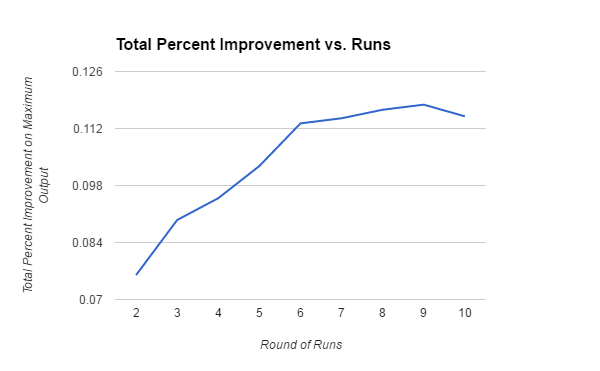 Total Percent Improvement vs. Runs
Total Percent Improvement on Maximum
Output
0.126
0.112
0.098
0.084
0.07
2 3 4 5 6 7 8 9 10
Round of Runs